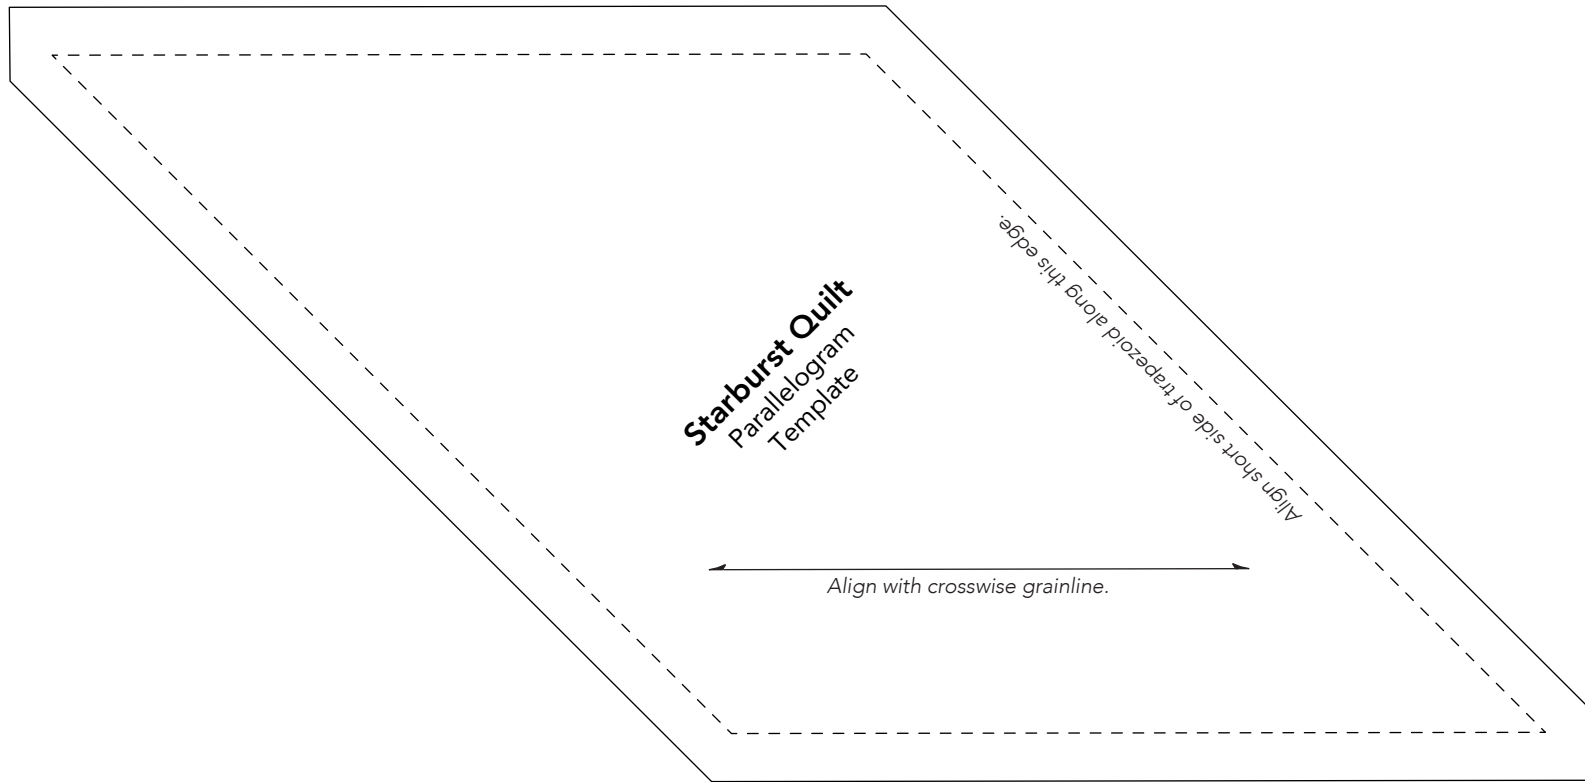 Starburst Quilt
Parallelogram
Template
Align short side of trapezoid along this edge.
Align with crosswise grainline.